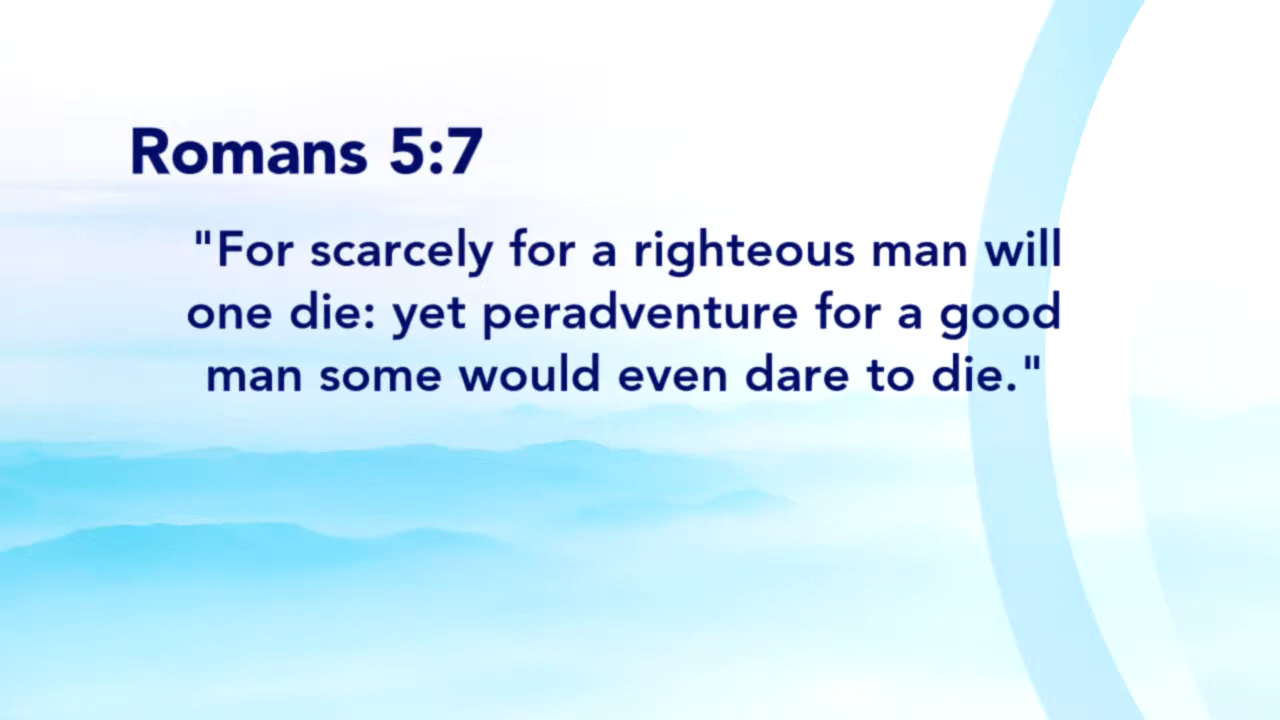 Romans 5:7
"For scarcely for a righteous man will
one die: yet peradventure for a good
man some would even dare to die."